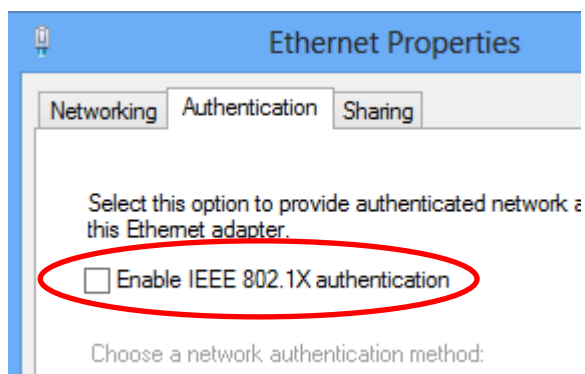 Ethernet Properties
Networking Authentication Sharing
Select this option to provide authenticated network
this Ethernet adapter.
Enable IEEE 802.1X authentication
Choose a network authentication method: